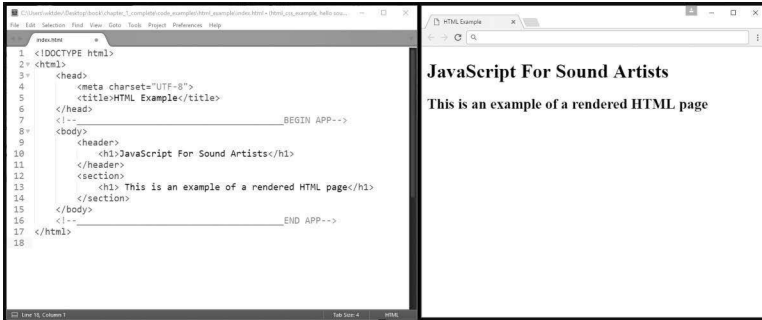 File Edit Selection Find View Goto Tools Project Preferences Help
index.html
1 <!DOCTYPE html>
2 <html>
3 <head>
4 <meta charset="UTF-8">
5 <title>HTML Example</title>
6 </head>
7 <!--______________________________BEGIN APP-->
8 <body>
9 <header>
10 <h1>JavaScript For Sound Artists</h1>
11 </header>
12 <section>
13 <h1> This is an example of a rendered HTML page</h1>
14 </section>
15 </body>
16 <!--______________________________END APP-->
17 </html>
18
Line 18, Column 1
Tab Size: 4
HTML
HTML Example
JavaScript For Sound Artists
This is an example of a rendered HTML page